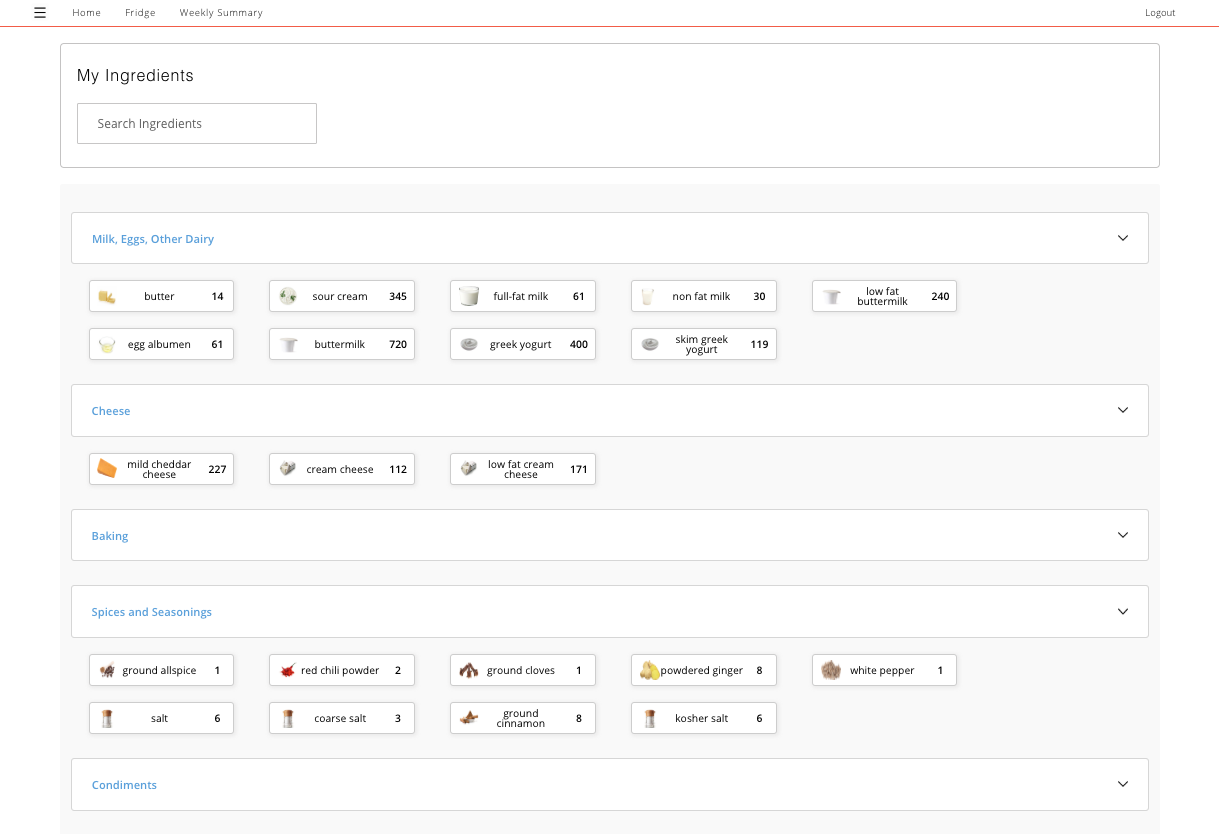 Home Fridge Weekly Summary Logout
My Ingredients
Search Ingredients
Milk, Eggs, Other Dairy
butter 14
sour cream 345
full-fat milk 61
non fat milk 30
low fat
buttermilk 240
egg albumen 61
buttermilk 720
greek yogurt 400
skim greek
yogurt 119
Cheese
mild cheddar
cheese 227
cream cheese 112
low fat cream
cheese 171
Baking
Spices and Seasonings
ground allspice 1
red chili powder 2
ground cloves 1
powdered ginger 8
white pepper 1
salt 6
coarse salt 3
ground
cinnamon 8
kosher salt 6
Condiments